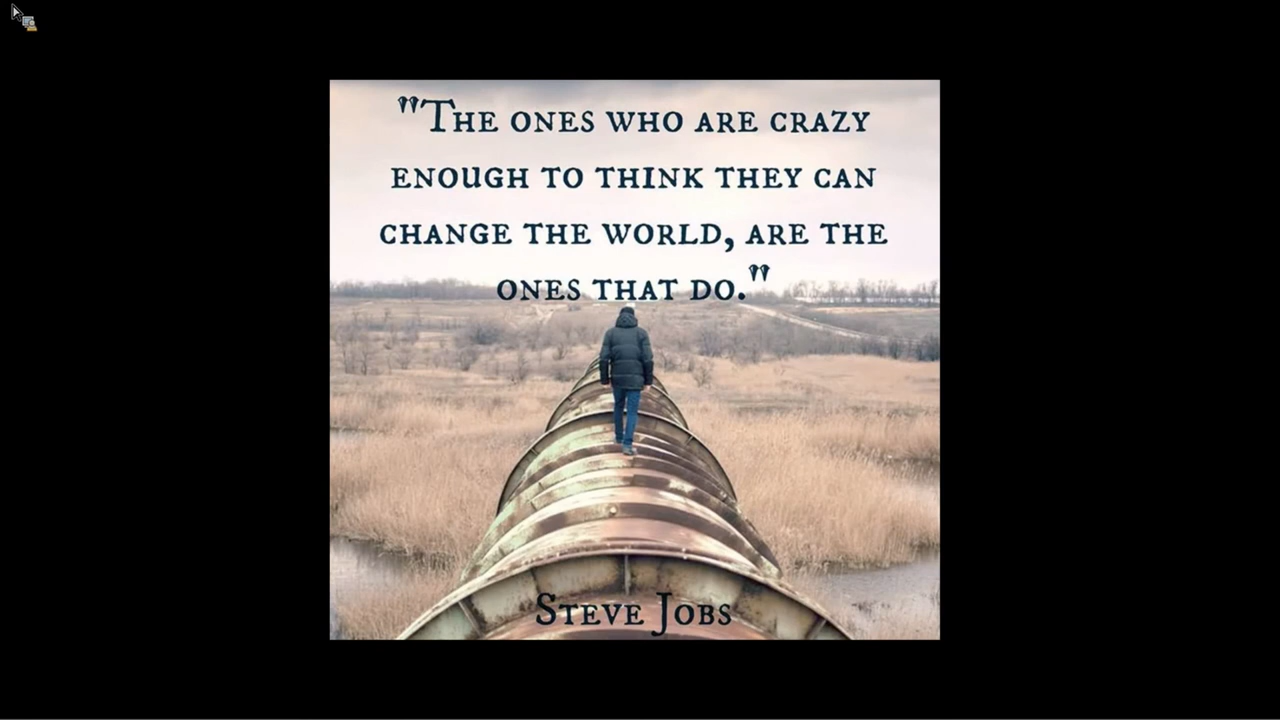 "The ones who are crazy
enough to think they can
change the world, are the
ones that do."
Steve Jobs